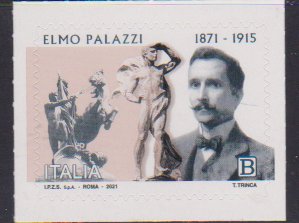 ELMO PALAZZI 1871 - 1915
ITALIA B
I.P.Z.S. S.p.A. - ROMA - 2021 T. TRINCA